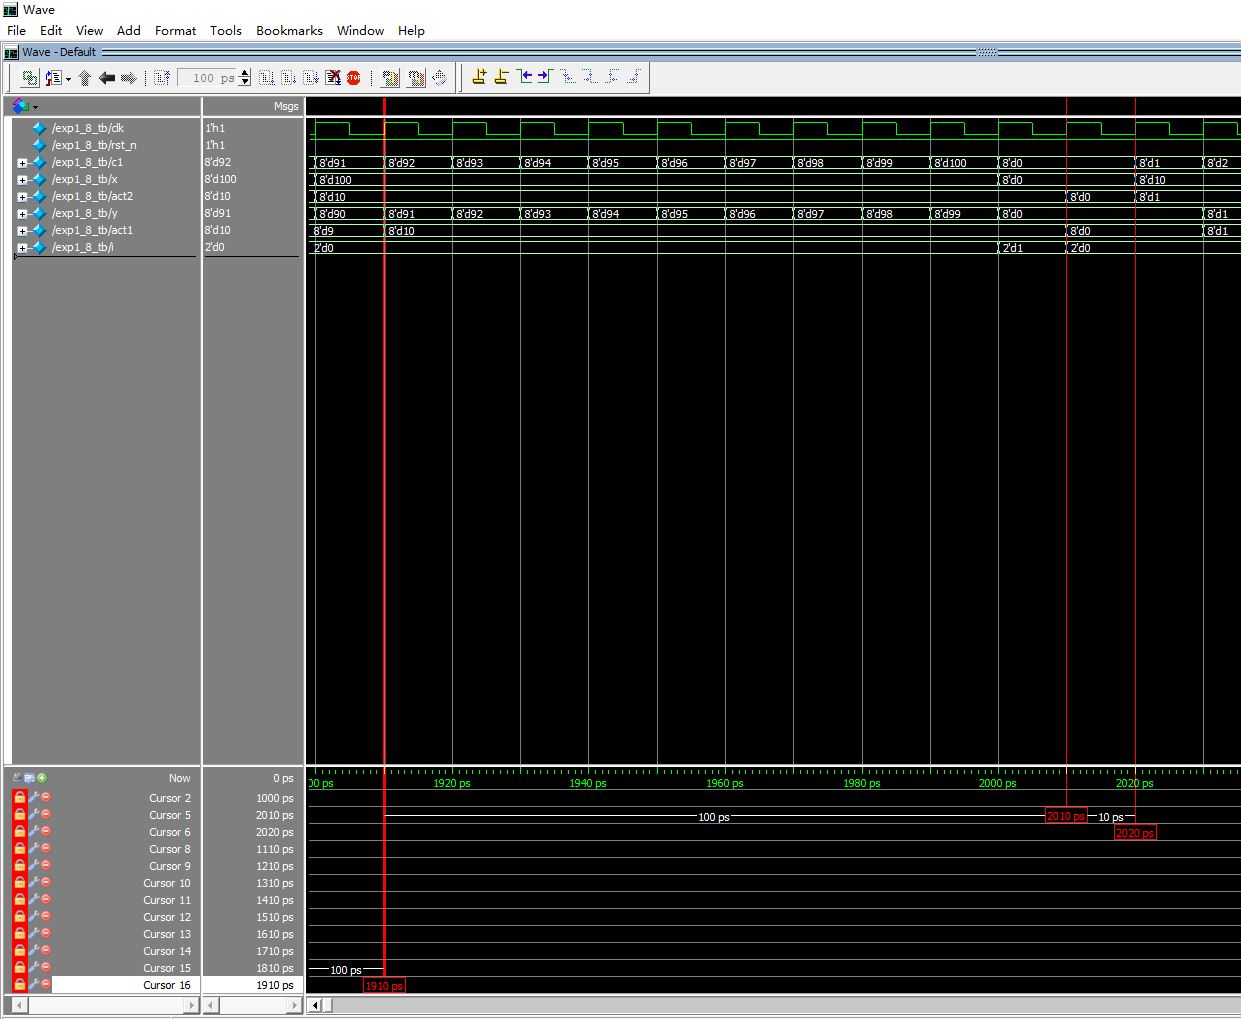 Wave
File Edit View Add Format Tools Bookmarks Window Help
Wave - Default
100 ps
STOP
Msgs
/exp1_8_tb/clk 1'h1
/exp1_8_tb/rst_n 1'h1
/exp1_8_tb/c1 8'd92 8'd91 8'd92 8'd93 8'd94 8'd95 8'd96 8'd97 8'd98 8'd99 8'd100 8'd0 8'd1 8'd2
/exp1_8_tb/x 8'd100 8'd100 8'd0 8'd10
/exp1_8_tb/act2 8'd10 8'd10 8'd0 8'd1
/exp1_8_tb/y 8'd91 8'd90 8'd91 8'd92 8'd93 8'd94 8'd95 8'd96 8'd97 8'd98 8'd99 8'd0 8'd1
/exp1_8_tb/act1 8'd10 8'd9 8'd10 8'd0 8'd1
/exp1_8_tb/i 2'd0 2'd0 2'd1 2'd0
Now 0 ps 00 ps 1920 ps 1940 ps 1960 ps 1980 ps 2000 ps 2020 ps
Cursor 2 1000 ps
Cursor 5 2010 ps 100 ps 2010 ps 10 ps
Cursor 6 2020 ps 2020 ps
Cursor 8 1110 ps
Cursor 9 1210 ps
Cursor 10 1310 ps
Cursor 11 1410 ps
Cursor 12 1510 ps
Cursor 13 1610 ps
Cursor 14 1710 ps
Cursor 15 1810 ps 100 ps
Cursor 16 1910 ps 1910 ps